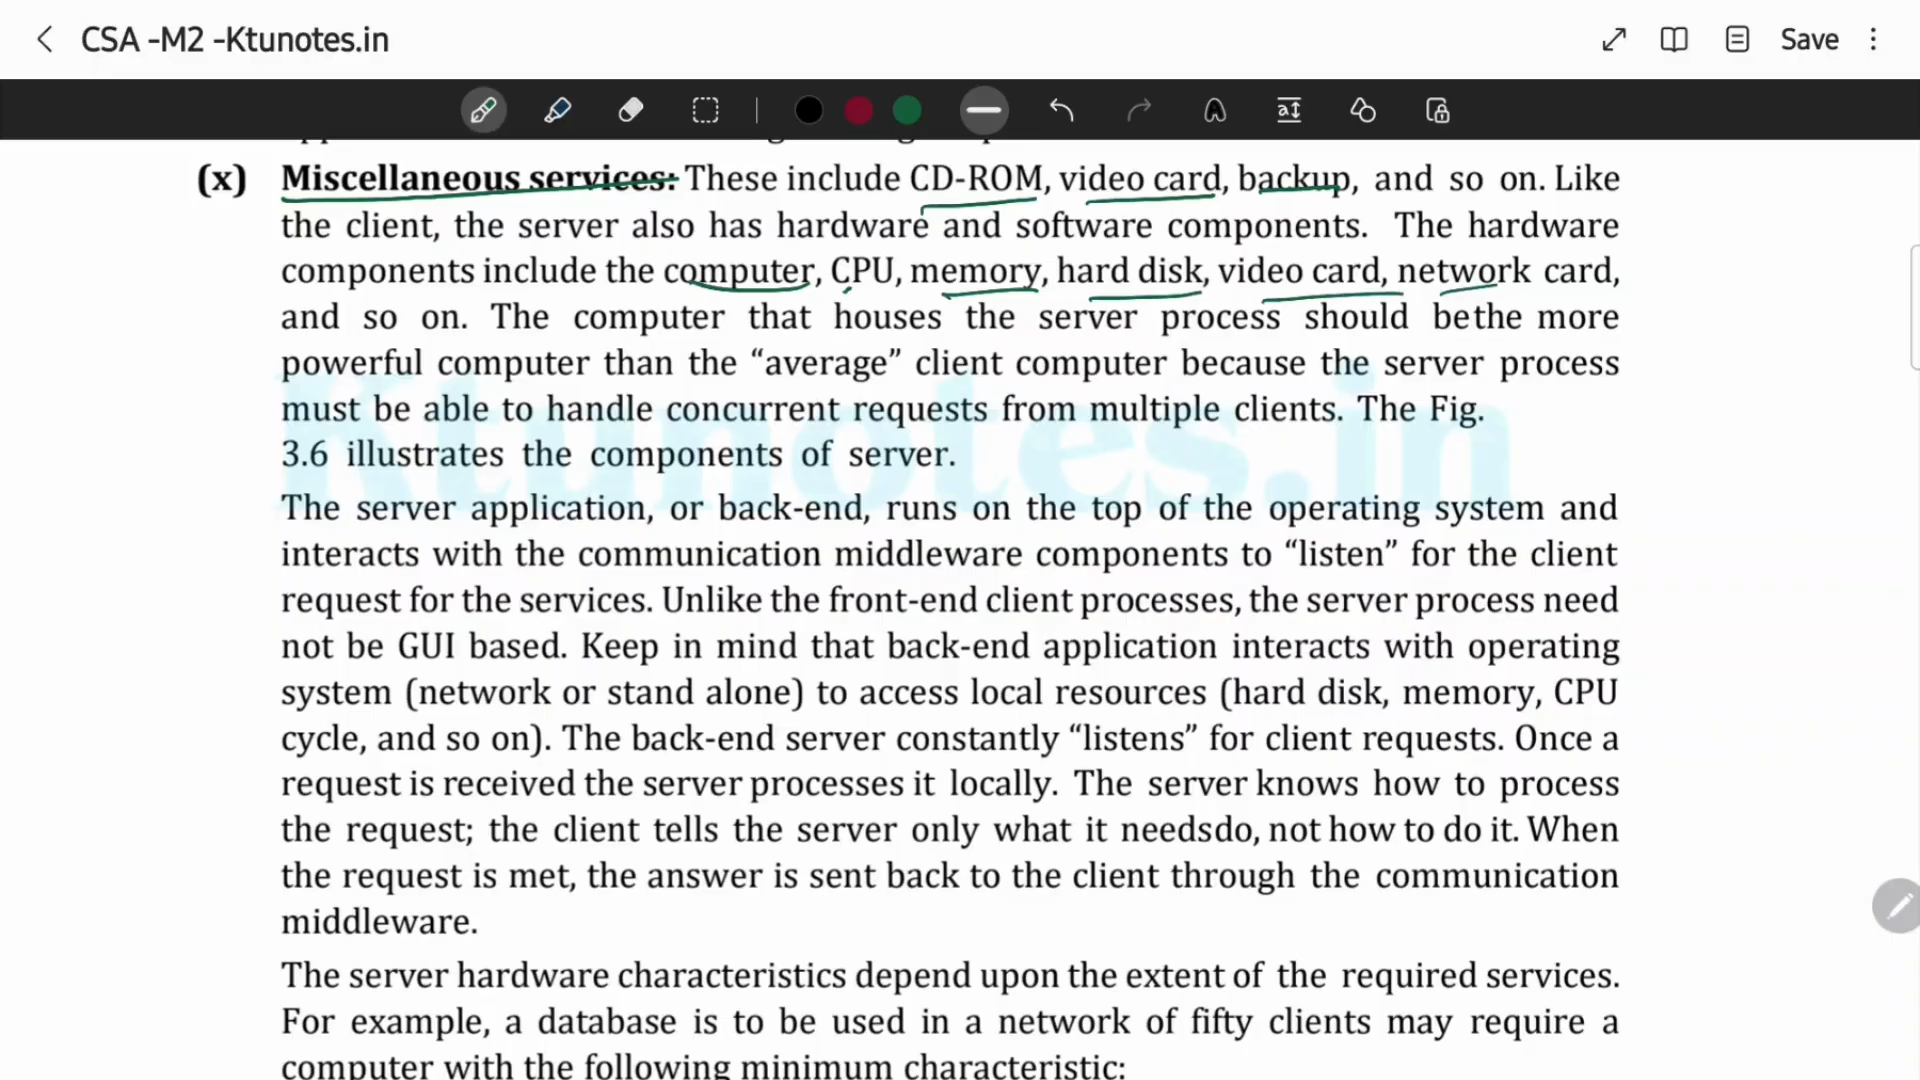 CSA -M2 -Ktunotes.in
Save
(x) Miscellaneous services: These include CD-ROM, video card, backup, and so on. Like
the client, the server also has hardware and software components. The hardware
components include the computer, CPU, memory, hard disk, video card, network card,
and so on. The computer that houses the server process should bethe more
powerful computer than the “average” client computer because the server process
must be able to handle concurrent requests from multiple clients. The Fig.
3.6 illustrates the components of server.
Ktunotes.in
The server application, or back-end, runs on the top of the operating system and
interacts with the communication middleware components to “listen” for the client
request for the services. Unlike the front-end client processes, the server process need
not be GUI based. Keep in mind that back-end application interacts with operating
system (network or stand alone) to access local resources (hard disk, memory, CPU
cycle, and so on). The back-end server constantly “listens” for client requests. Once a
request is received the server processes it locally. The server knows how to process
the request; the client tells the server only what it needsdo, not how to do it. When
the request is met, the answer is sent back to the client through the communication
middleware.
The server hardware characteristics depend upon the extent of the required services.
For example, a database is to be used in a network of fifty clients may require a
computer with the following minimum characteristic: